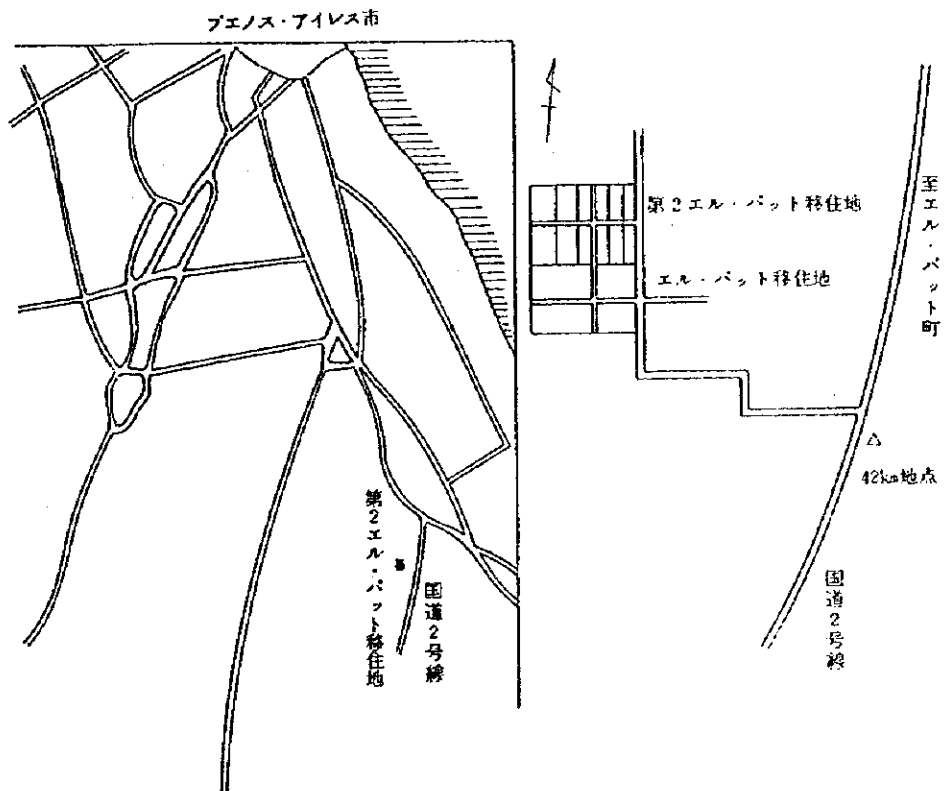 ブエノス・アイレス市
第2エル・パット移住地
国道2号線
第2エル・パット移住地
エル・パット移住地
至エル・パット町
42km地点
国道2号線